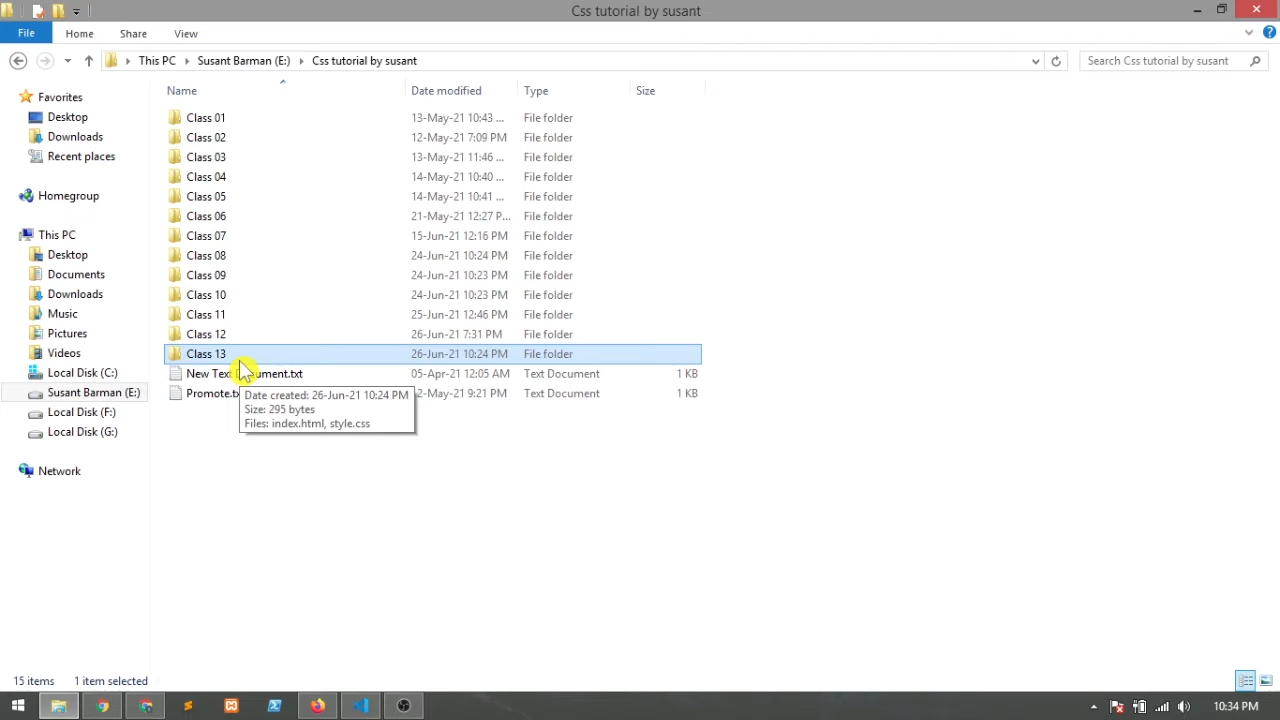 Css tutorial by susant
File Home Share View
This PC Susant Barman (E:) Css tutorial by susant Search Css tutorial by susant
Name Date modified Type Size
Favorites
Desktop
Downloads
Recent places
Homegroup
This PC
Desktop
Documents
Downloads
Music
Pictures
Videos
Local Disk (C:)
Susant Barman (E:)
Local Disk (F:)
Local Disk (G:)
Network
Class 01 13-May-21 10:43 ... File folder
Class 02 12-May-21 7:09 PM File folder
Class 03 13-May-21 11:46 ... File folder
Class 04 14-May-21 10:40 ... File folder
Class 05 14-May-21 10:41 ... File folder
Class 06 21-May-21 12:27 P... File folder
Class 07 15-Jun-21 12:16 PM File folder
Class 08 24-Jun-21 10:24 PM File folder
Class 09 24-Jun-21 10:23 PM File folder
Class 10 24-Jun-21 10:23 PM File folder
Class 11 25-Jun-21 12:46 PM File folder
Class 12 26-Jun-21 7:31 PM File folder
Class 13 26-Jun-21 10:24 PM File folder
New Text Document.txt 05-Apr-21 12:05 AM Text Document 1 KB
Promote.tx 2-May-21 9:21 PM Text Document 1 KB
Date created: 26-Jun-21 10:24 PM
Size: 295 bytes
Files: index.html, style.css
15 items 1 item selected
10:34 PM